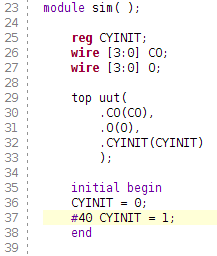 23 module sim( );
24
25 reg CYINIT;
26 wire [3:0] CO;
27 wire [3:0] O;
28
29 top uut(
30 .CO(CO),
31 .O(O),
32 .CYINIT(CYINIT)
33 );
34
35 initial begin
36 CYINIT = 0;
37 #40 CYINIT = 1;
38 end
39